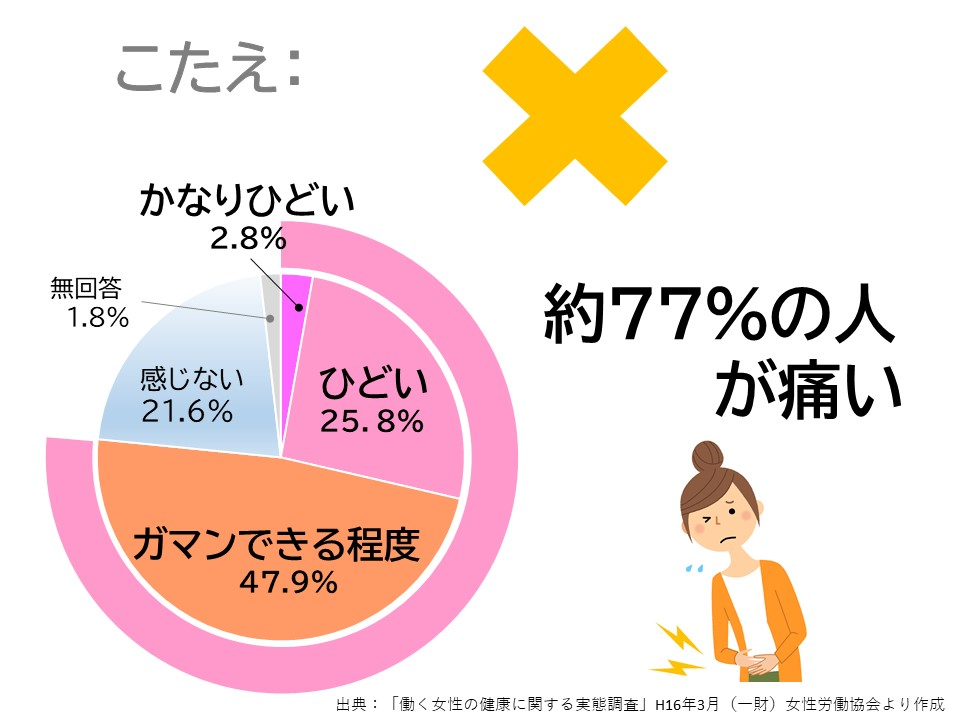 こたえ：
かなりひどい
2.8%
無回答
1.8%
感じない
21.6%
ひどい
25.8%
ガマンできる程度
47.9%
約77%の人
が痛い
出典：「働く女性の健康に関する実態調査」H16年3月（一財）女性労働協会より作成